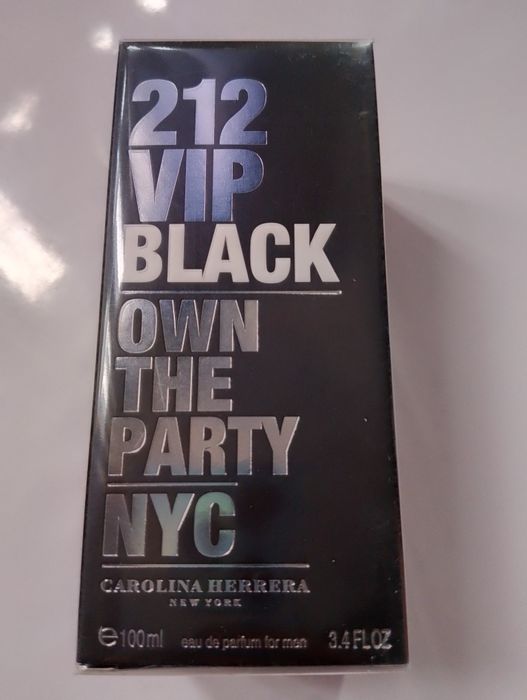 212
VIP
BLACK
OWN
THE
PARTY
NYC
CAROLINA HERRERA
NEW YORK
℮100ml eau de parfum for men 3.4 FL OZ